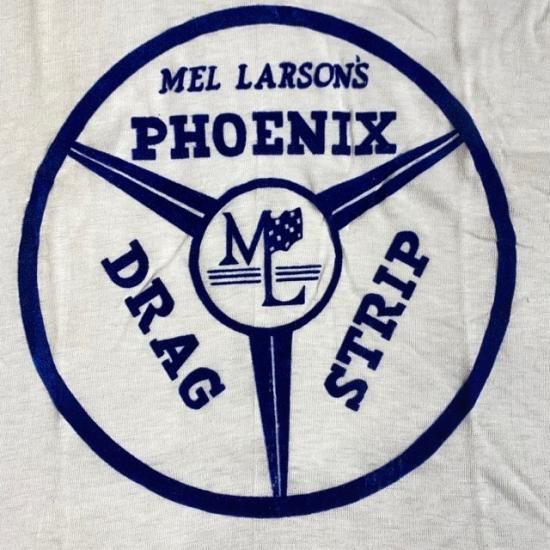 MEL LARSON'S
PHOENIX
ML
DRAG
STRIP